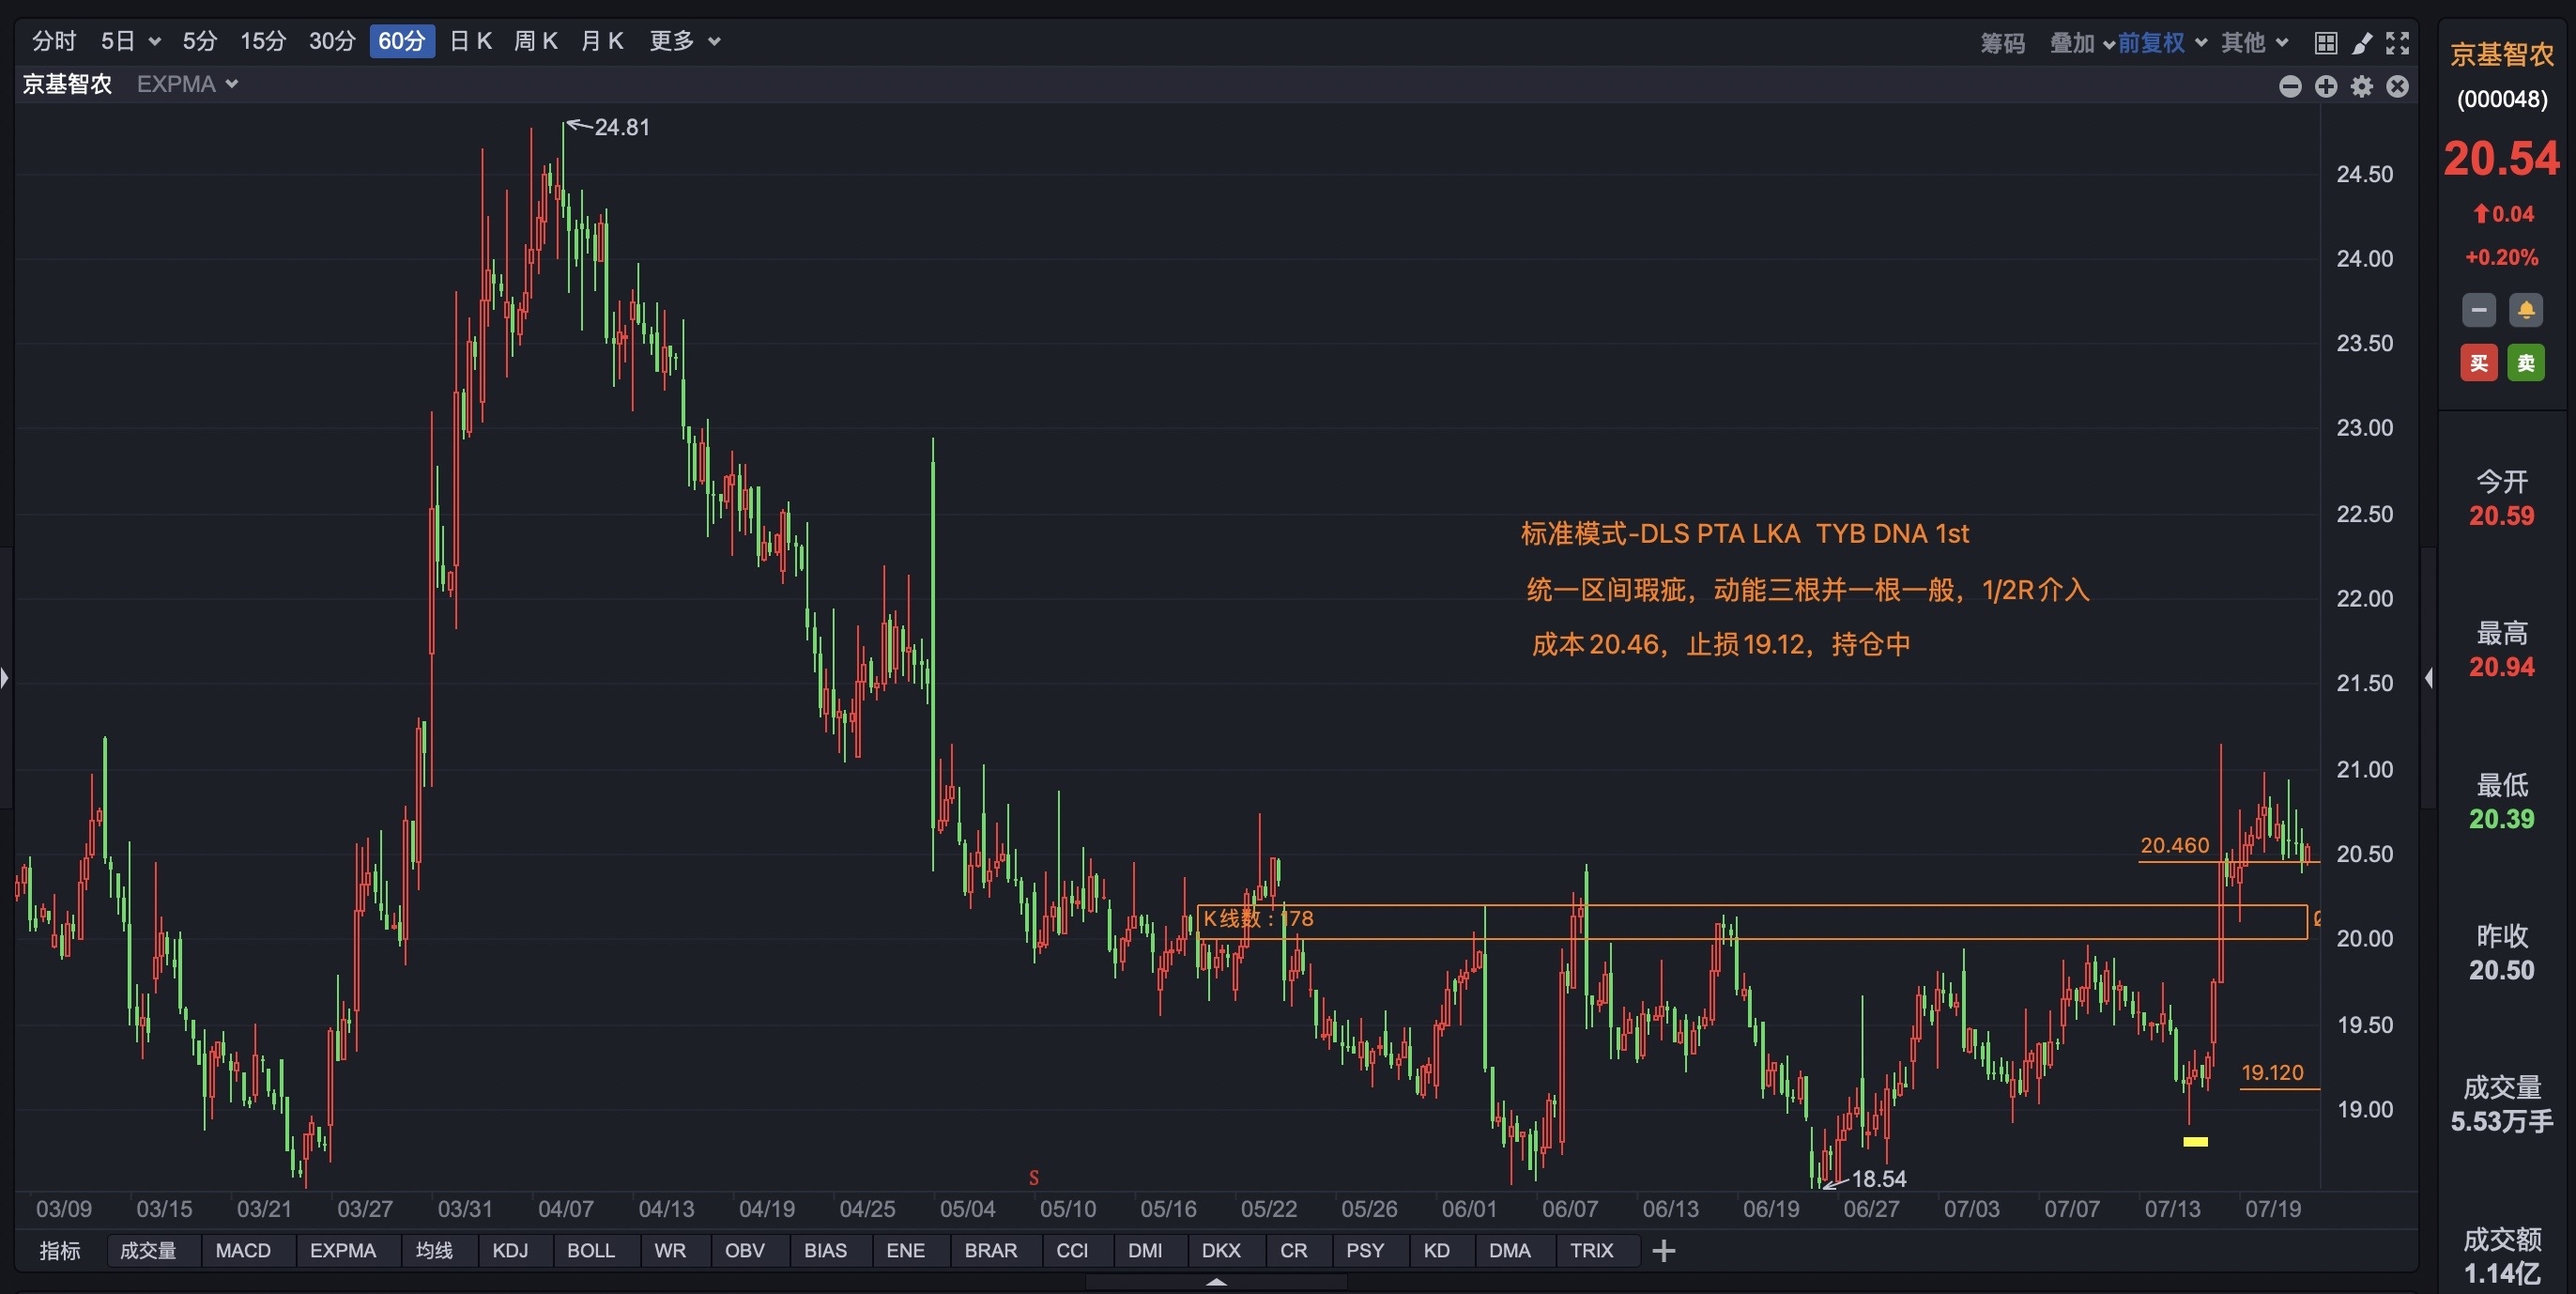 分时 5日 5分 15分 30分 60分 日K 周K 月K 更多 筹码 叠加 前复权 其他
京基智农 EXPMA
24.81
24.50
24.00
23.50
23.00
22.50
22.00
21.50
21.00
20.50
20.00
19.50
19.00
标准模式-DLS PTA LKA TYB DNA 1st
统一区间瑕疵，动能三根并一根一般，1/2R介入
成本20.46，止损19.12，持仓中
20.460
K线数：178
19.120
18.54
S
03/09 03/15 03/21 03/27 03/31 04/07 04/13 04/19 04/25 05/04 05/10 05/16 05/22 05/26 06/01 06/07 06/13 06/19 06/27 07/03 07/07 07/13 07/19
指标 成交量 MACD EXPMA 均线 KDJ BOLL WR OBV BIAS ENE BRAR CCI DMI DKX CR PSY KD DMA TRIX
京基智农
(000048)
20.54
0.04
+0.20%
买 卖
今开
20.59
最高
20.94
最低
20.39
昨收
20.50
成交量
5.53万手
成交额
1.14亿